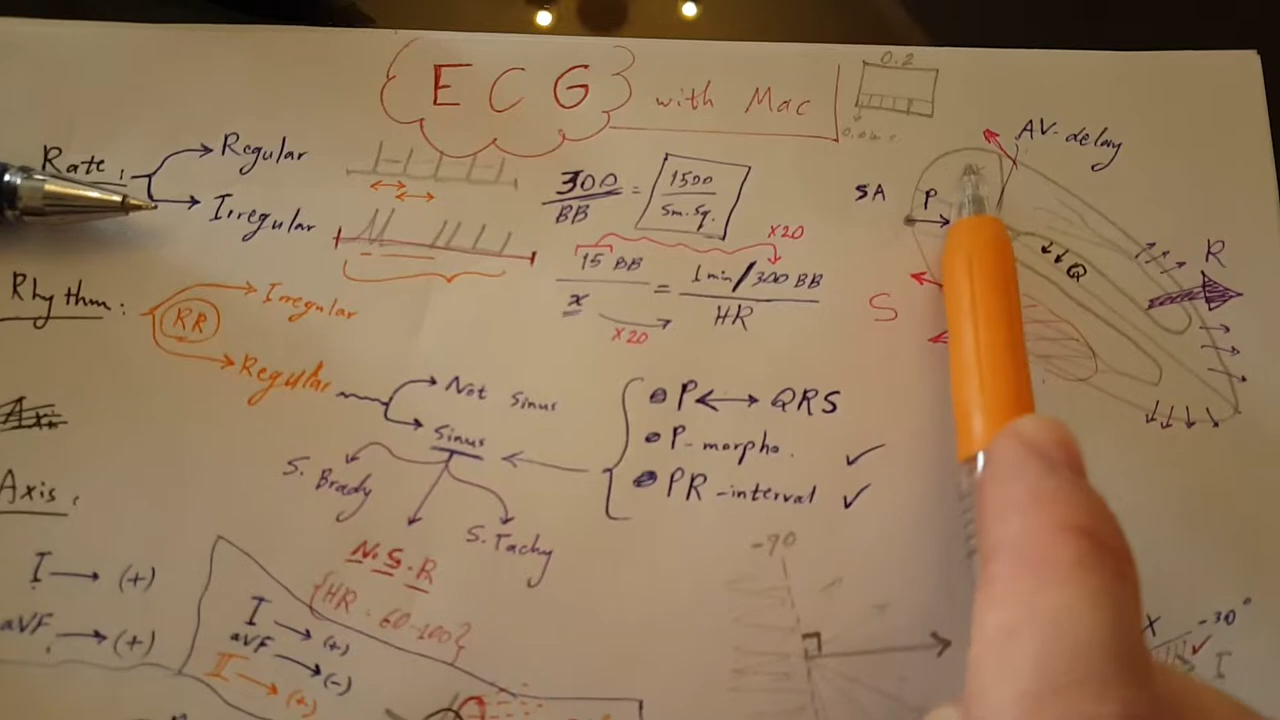 ECG with Mac
0.2
Rate:
Regular
Irregular
300
BB
=
1500
Sm.Sq.
x20
15 BB
x
=
1 min/300 BB
HR
x20
AV-delay
SA
P
Q
R
S
Rhythm:
RR
Irregular
Regular
Not Sinus
Sinus
P ↔ QRS
P-morpho. ✓
PR-interval ✓
S. Brady
N.S.R
{HR: 60-100}
S. Tachy
Axis:
I → (+)
aVF → (+)
I → (+)
aVF → (-)
II → (+)
-90
X
-30°
I